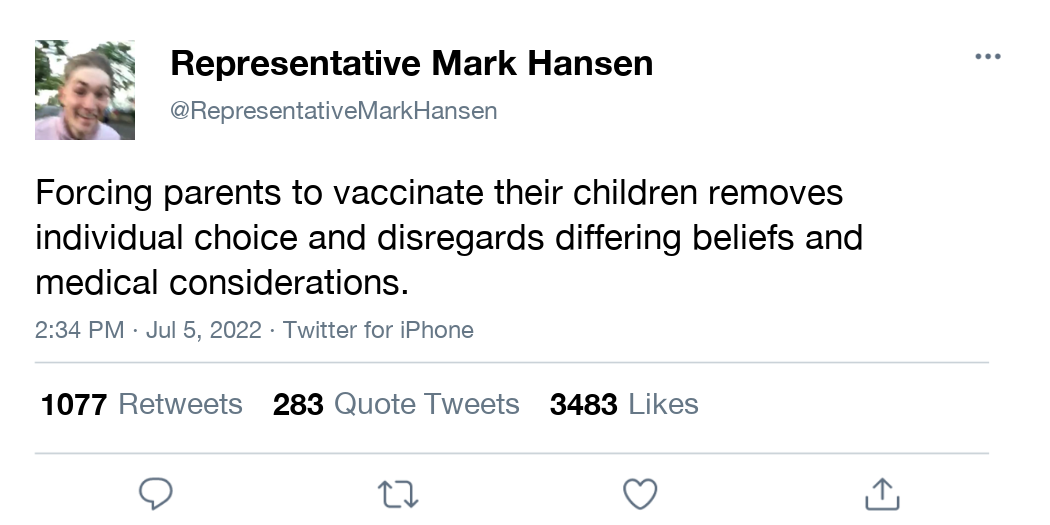 Representative Mark Hansen
@RepresentativeMarkHansen
Forcing parents to vaccinate their children removes
individual choice and disregards differing beliefs and
medical considerations.
2:34 PM · Jul 5, 2022 · Twitter for iPhone
1077 Retweets 283 Quote Tweets 3483 Likes